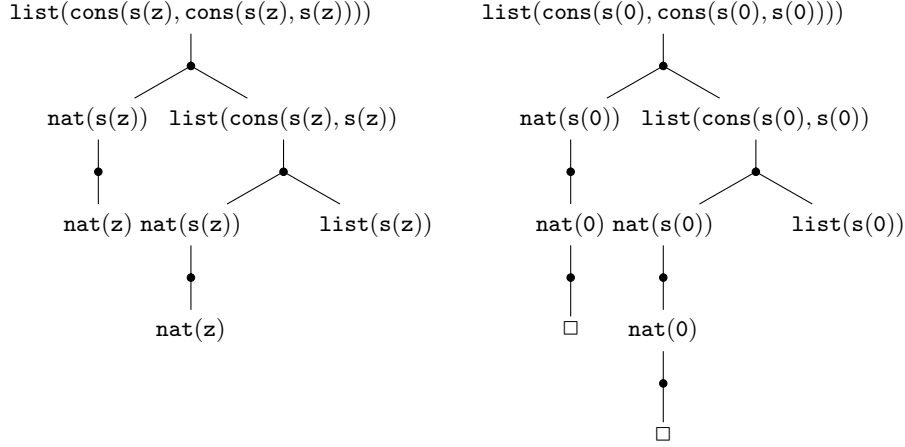 list(cons(s(z), cons(s(z), s(z)))) list(cons(s(0), cons(s(0), s(0))))
nat(s(z)) list(cons(s(z), s(z)) nat(s(0)) list(cons(s(0), s(0))
nat(z) nat(s(z)) list(s(z)) nat(0) nat(s(0)) list(s(0))
nat(z) □ nat(0)
□